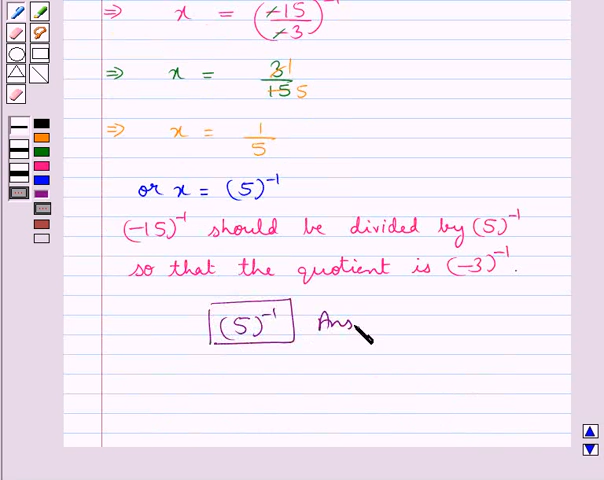 ⇒ x = (-15/-3)^-1
⇒ x = 3 1/15 5
⇒ x = 1/5
or x = (5)^-1
(-15)^-1 should be divided by (5)^-1
so that the quotient is (-3)^-1.
(5)^-1 Ans